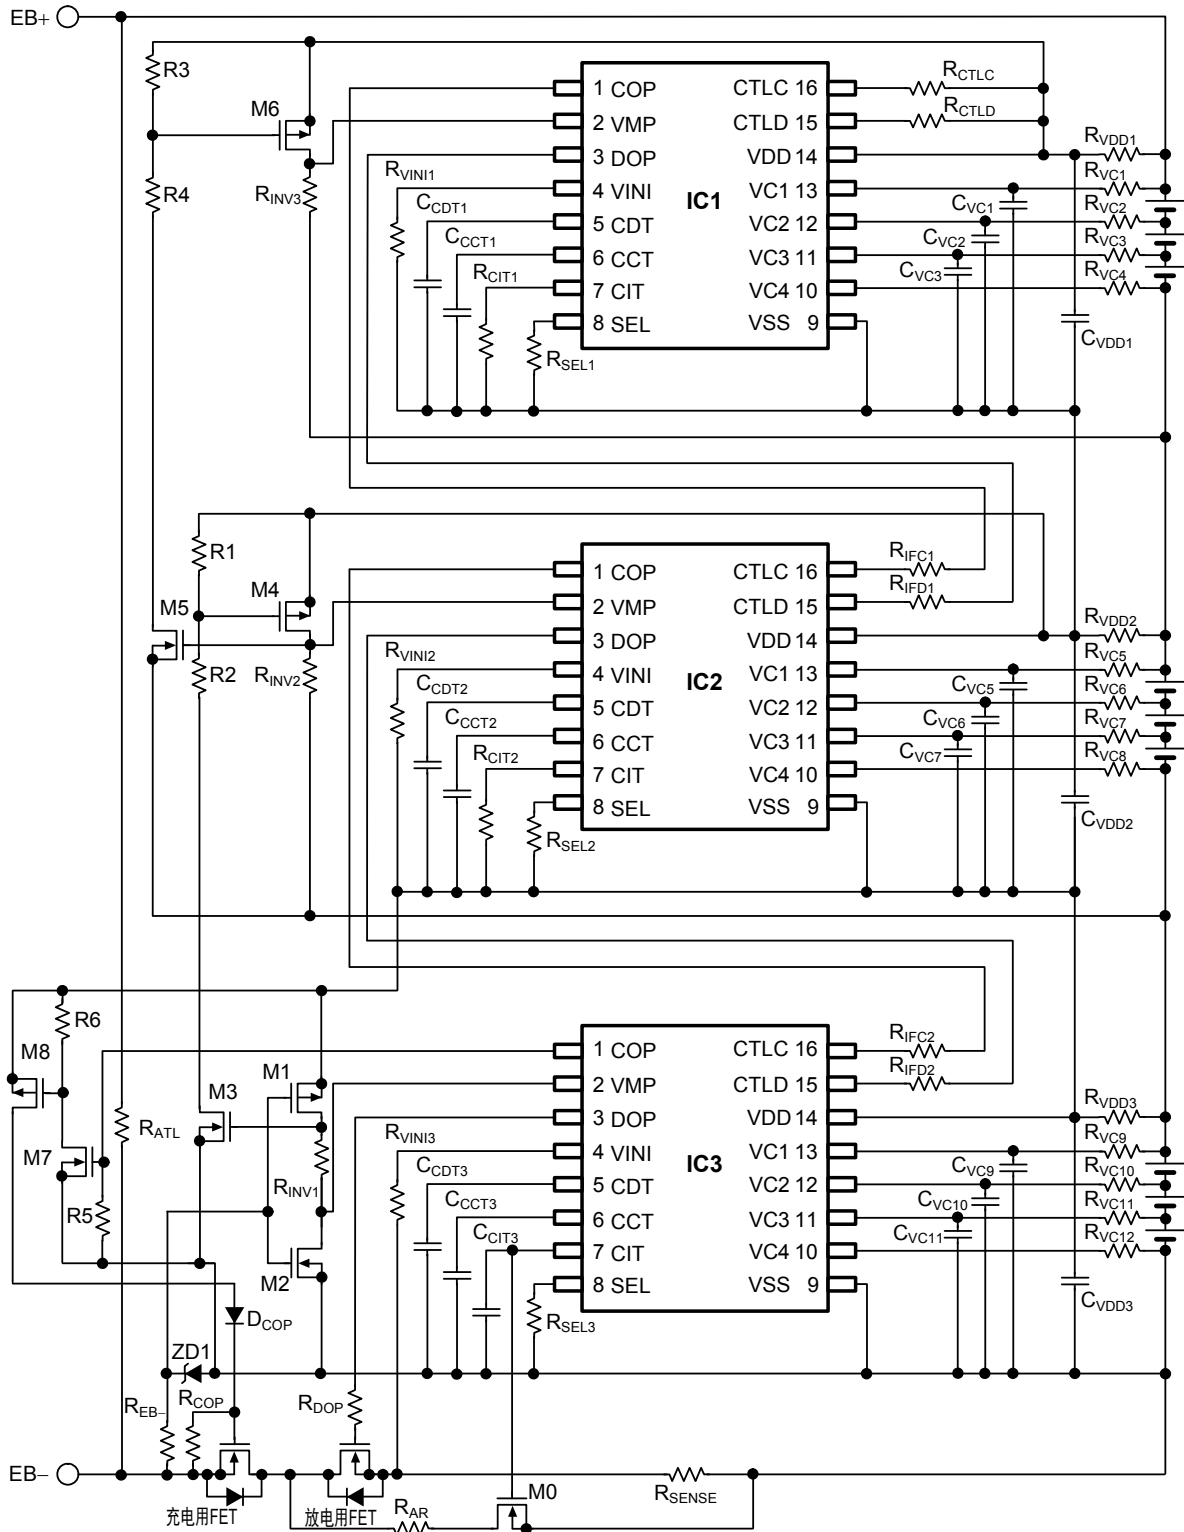 EB+
R3
M6
R4
RINV3
RVINI1
CCDT1
CCCT1
RCIT1
RSEL1
1 COP
2 VMP
3 DOP
4 VINI
5 CDT
6 CCT
7 CIT
8 SEL
IC1
CTLC 16
CTLD 15
VDD 14
VC1 13
VC2 12
VC3 11
VC4 10
VSS 9
RCTLC
RCTLD
RVDD1
RVC1
RVC2
RVC3
RVC4
CVC1
CVC2
CVC3
CVDD1
R1
M4
M5
R2
RINV2
RVINI2
CCDT2
CCCT2
RCIT2
RSEL2
1 COP
2 VMP
3 DOP
4 VINI
5 CDT
6 CCT
7 CIT
8 SEL
IC2
CTLC 16
CTLD 15
VDD 14
VC1 13
VC2 12
VC3 11
VC4 10
VSS 9
RIFC1
RIFD1
RVDD2
RVC5
RVC6
RVC7
RVC8
CVC5
CVC6
CVC7
CVDD2
R6
M8
M1
M3
RATL
M7
RINV1
R5
M2
DCOP
ZD1
RVINI3
CCDT3
CCCT3
CCIT3
RSEL3
1 COP
2 VMP
3 DOP
4 VINI
5 CDT
6 CCT
7 CIT
8 SEL
IC3
CTLC 16
CTLD 15
VDD 14
VC1 13
VC2 12
VC3 11
VC4 10
VSS 9
RIFC2
RIFD2
RVDD3
RVC9
RVC10
RVC11
RVC12
CVC9
CVC10
CVC11
CVDD3
REB−
RCOP
RDOP
EB−
充电用FET
放电用FET
RAR
M0
RSENSE